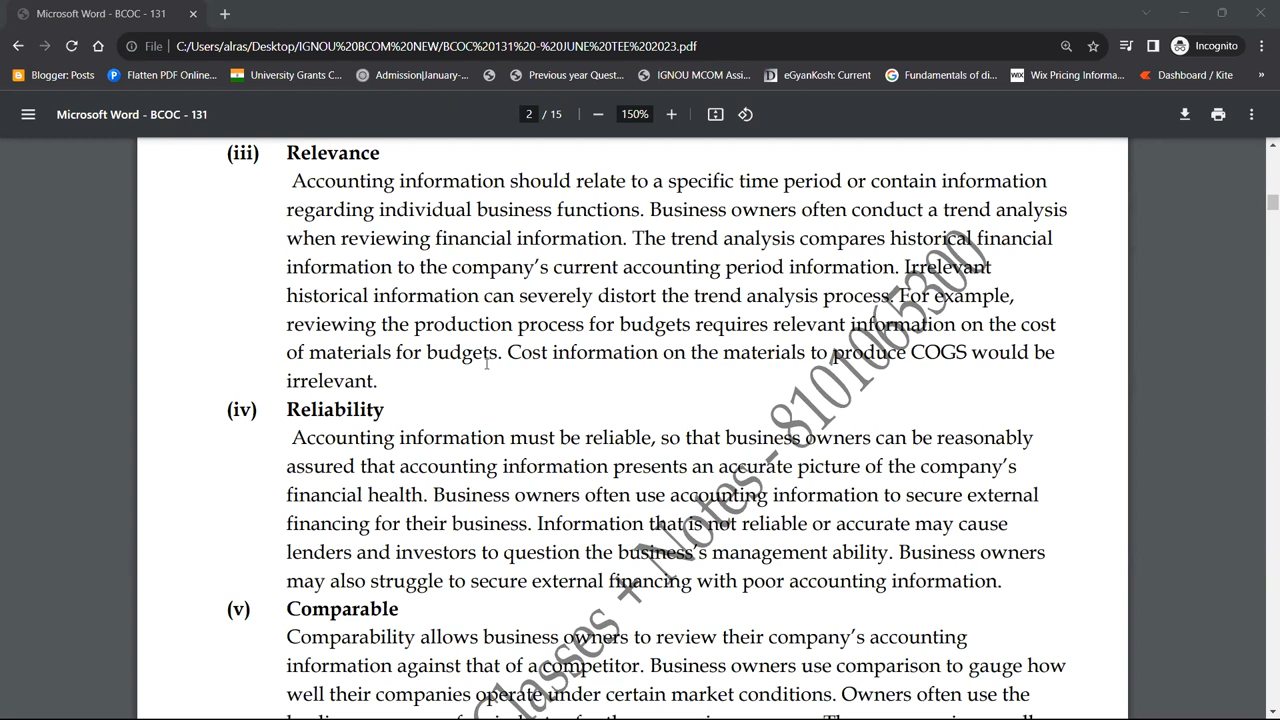 Microsoft Word - BCOC - 131
File C:/Users/alras/Desktop/IGNOU%20BCOM%20NEW/BCOC%20131%20-%20JUNE%20TEE%202023.pdf Incognito
Blogger: Posts Flatten PDF Online... University Grants C... Admission|January-... Previous year Quest... IGNOU MCOM Assi... eGyanKosh: Current Fundamentals of di... WIX Wix Pricing Informa... Dashboard / Kite »
Microsoft Word - BCOC - 131 2 / 15 150%
(iii) Relevance
Accounting information should relate to a specific time period or contain information
regarding individual business functions. Business owners often conduct a trend analysis
when reviewing financial information. The trend analysis compares historical financial
information to the company's current accounting period information. Irrelevant
historical information can severely distort the trend analysis process. For example,
reviewing the production process for budgets requires relevant information on the cost
of materials for budgets. Cost information on the materials to produce COGS would be
irrelevant.
(iv) Reliability
Accounting information must be reliable, so that business owners can be reasonably
assured that accounting information presents an accurate picture of the company's
financial health. Business owners often use accounting information to secure external
financing for their business. Information that is not reliable or accurate may cause
lenders and investors to question the business's management ability. Business owners
may also struggle to secure external financing with poor accounting information.
(v) Comparable
Comparability allows business owners to review their company's accounting
information against that of a competitor. Business owners use comparison to gauge how
well their companies operate under certain market conditions. Owners often use the
Classes + Notes - 8101065300